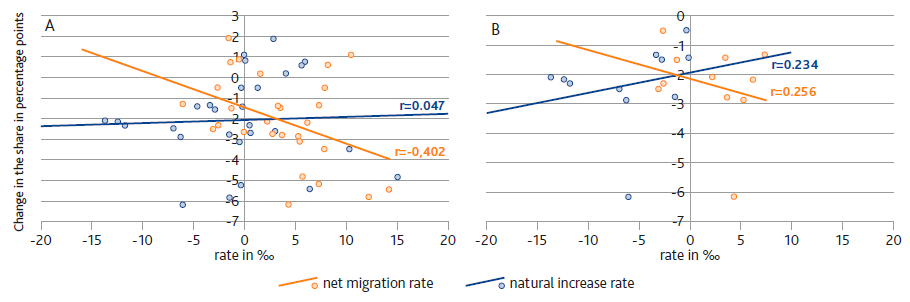 Change in the share in percentage points
A
3
2
1
0
-1
-2
-3
-4
-5
-6
-7
r=0.047
r=-0,402
-20 -15 -10 -5 0 5 10 15 20
rate in ‰
B
0
-1
-2
-3
-4
-5
-6
-7
r=0.234
r=0.256
-20 -15 -10 -5 0 5 10 15 20
rate in ‰
net migration rate
natural increase rate